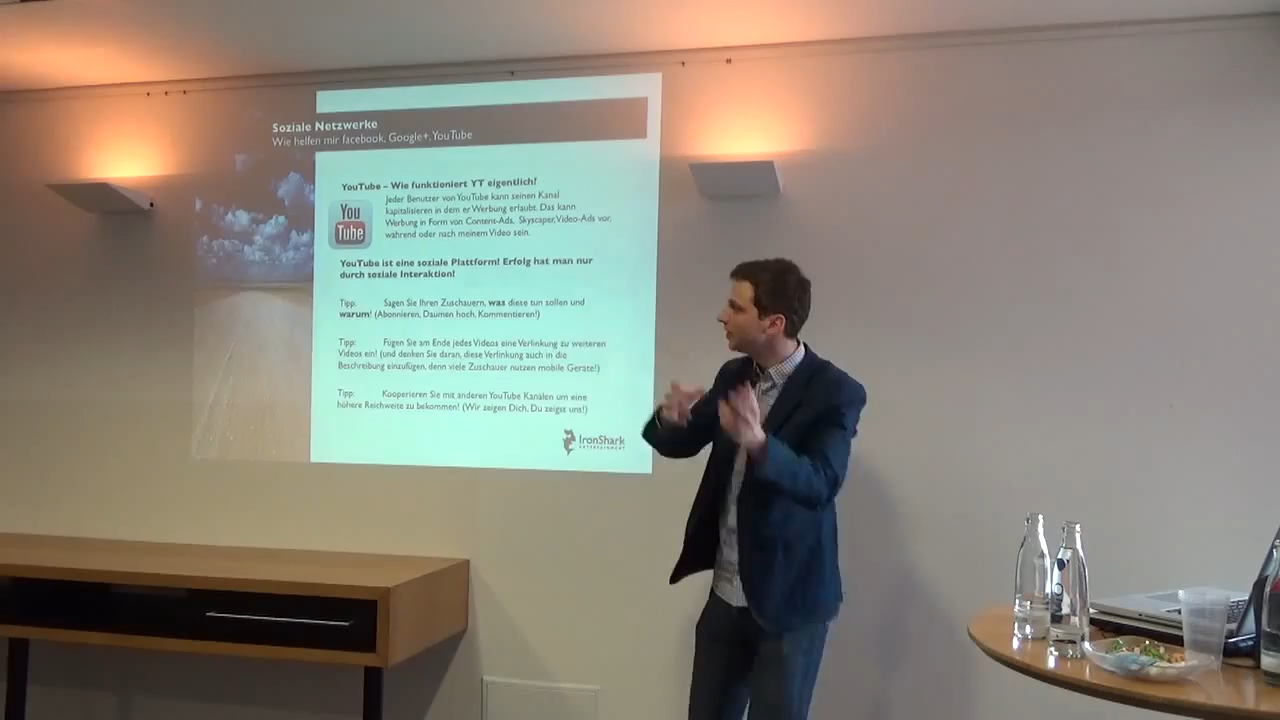 Soziale Netzwerke
Wie helfen mir facebook, Google+, YouTube
YouTube – Wie funktioniert YT eigentlich?
Jeder Benutzer von YouTube kann seinen Kanal
kapitalisieren in dem er Werbung erlaubt. Das kann
Werbung in Form von Content-Ads, Skyscaper, Video-Ads vor,
während oder nach meinem Video sein.
You
Tube
YouTube ist eine soziale Plattform! Erfolg hat man nur
durch soziale Interaktion!
Tipp: Sagen Sie Ihren Zuschauern, was diese tun sollen und
warum! (Abonnieren, Daumen hoch, Kommentieren!)
Tipp: Fügen Sie am Ende jedes Videos eine Verlinkung zu weiteren
Videos ein! (und denken Sie daran, diese Verlinkung auch in die
Beschreibung einzufügen, denn viele Zuschauer nutzen mobile Geräte!)
Tipp: Kooperieren Sie mit anderen YouTube Kanälen um eine
höhere Reichweite zu bekommen! (Wir zeigen Dich, Du zeigst uns!)
IronShark
ENTERTAINMENT